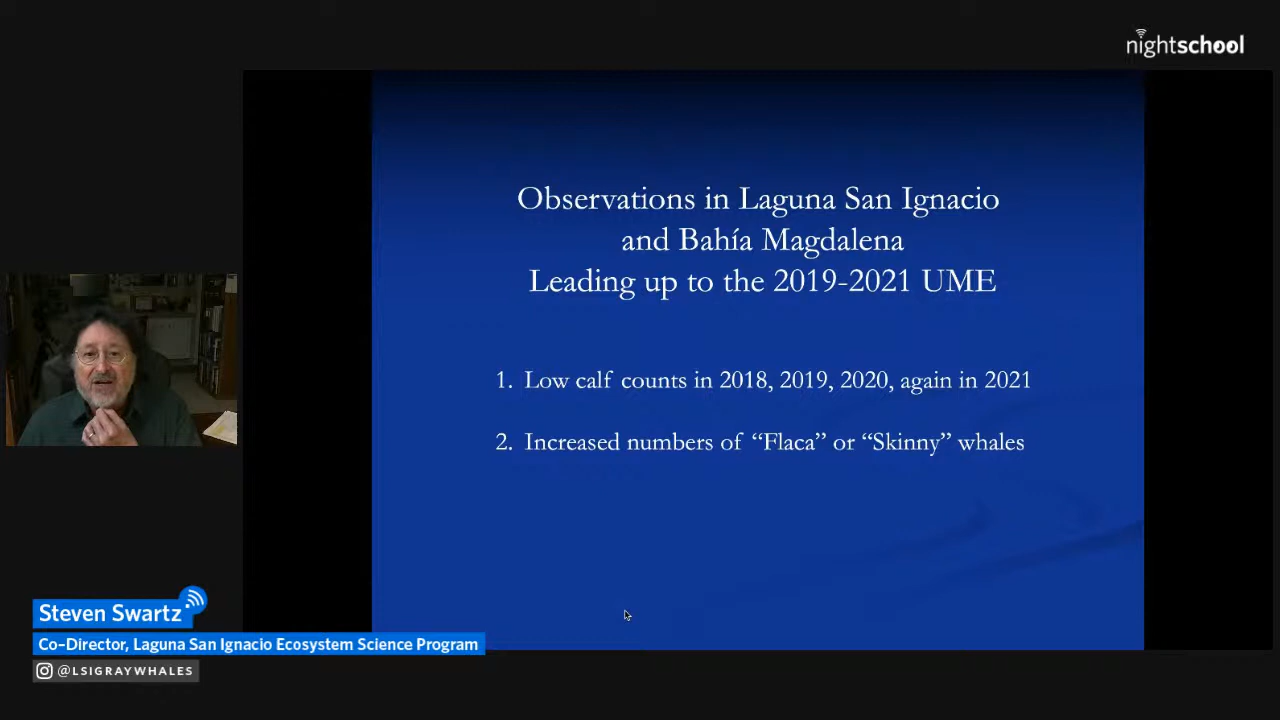 nightschool
Observations in Laguna San Ignacio
and Bahía Magdalena
Leading up to the 2019-2021 UME
1. Low calf counts in 2018, 2019, 2020, again in 2021
2. Increased numbers of “Flaca” or “Skinny” whales
Steven Swartz
Co-Director, Laguna San Ignacio Ecosystem Science Program
@LSIGRAYWHALES